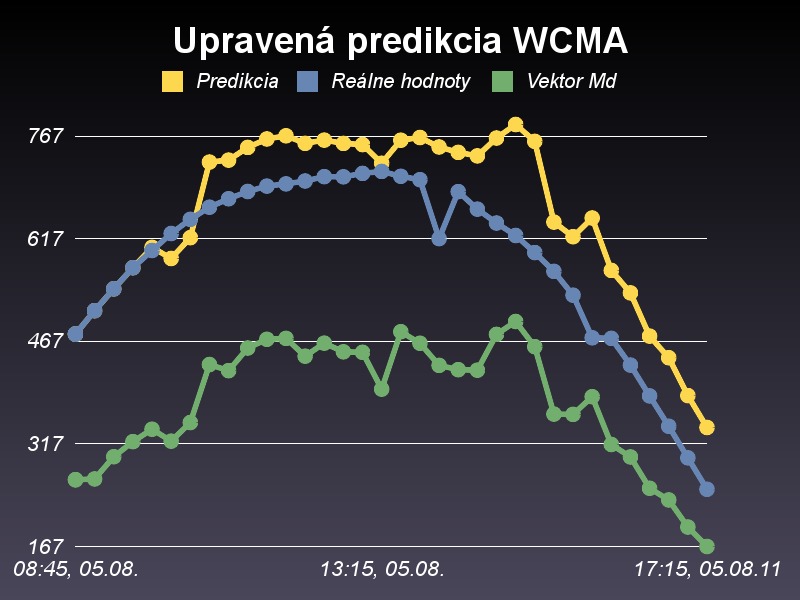 Upravená predikcia WCMA
Predikcia Reálne hodnoty Vektor Md
767
617
467
317
167
08:45, 05.08. 13:15, 05.08. 17:15, 05.08.11